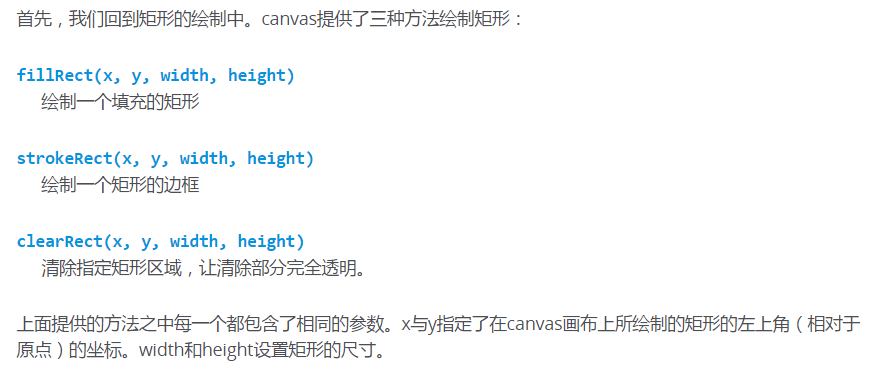 首先，我们回到矩形的绘制中。canvas提供了三种方法绘制矩形：
fillRect(x, y, width, height)
绘制一个填充的矩形
strokeRect(x, y, width, height)
绘制一个矩形的边框
clearRect(x, y, width, height)
清除指定矩形区域，让清除部分完全透明。
上面提供的方法之中每一个都包含了相同的参数。x与y指定了在canvas画布上所绘制的矩形的左上角（相对于
原点）的坐标。width和height设置矩形的尺寸。